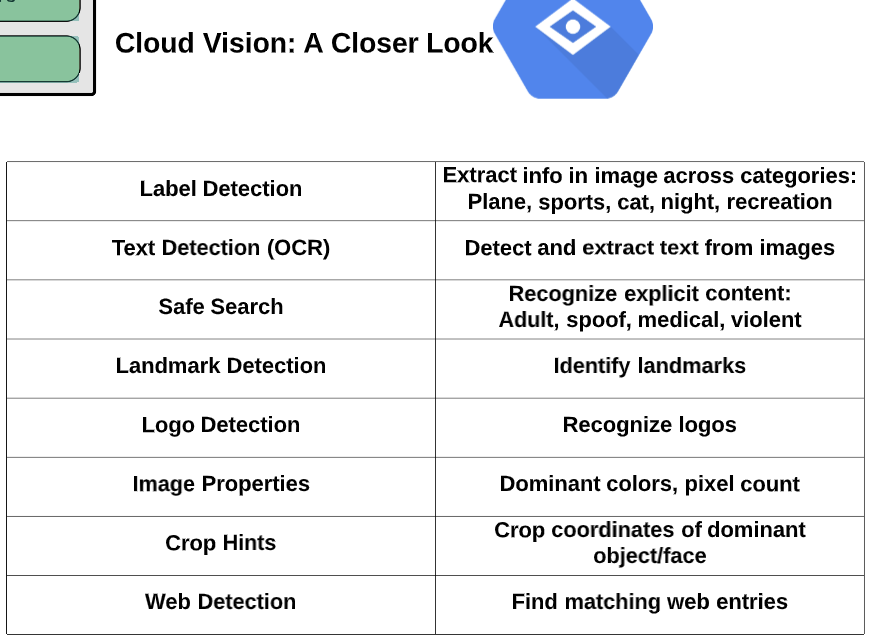 Cloud Vision: A Closer Look
Label Detection
Extract info in image across categories:
Plane, sports, cat, night, recreation
Text Detection (OCR)
Detect and extract text from images
Safe Search
Recognize explicit content:
Adult, spoof, medical, violent
Landmark Detection
Identify landmarks
Logo Detection
Recognize logos
Image Properties
Dominant colors, pixel count
Crop Hints
Crop coordinates of dominant
object/face
Web Detection
Find matching web entries